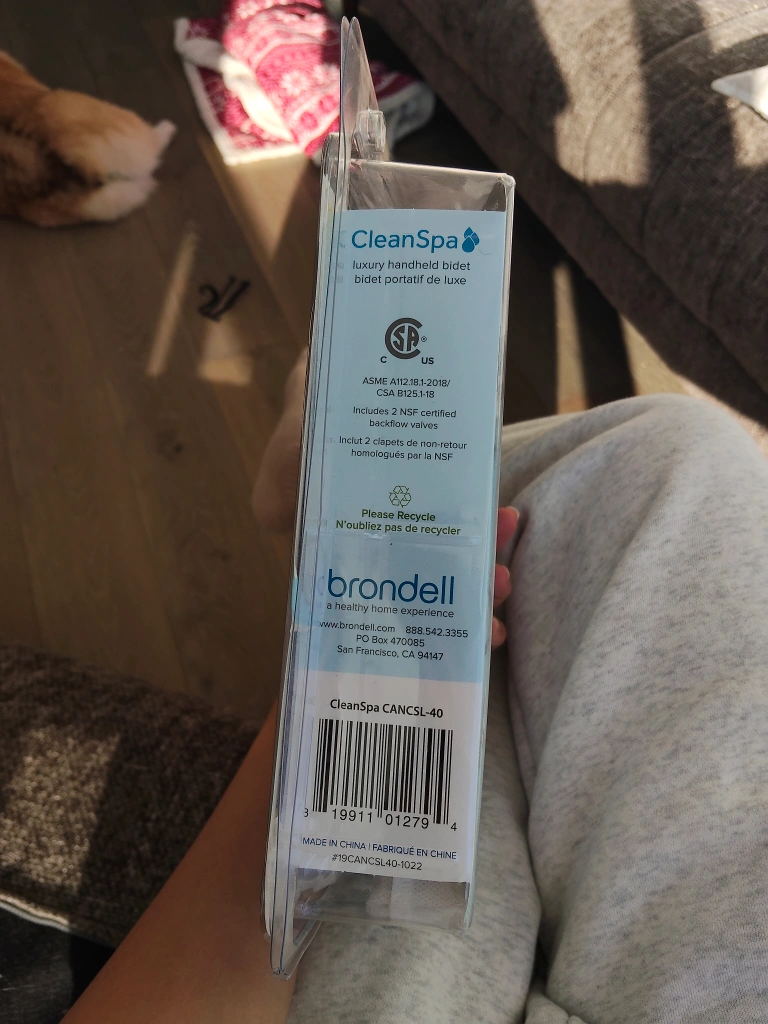 CleanSpa
luxury handheld bidet
bidet portatif de luxe
CSA®
C US
ASME A112.18.1-2018/
CSA B125.1-18
Includes 2 NSF certified
backflow valves
Inclut 2 clapets de non-retour
homologués par la NSF
Please Recycle
N'oubliez pas de recycler
brondell
a healthy home experience
www.brondell.com 888.542.3355
PO Box 470085
San Francisco, CA 94147
CleanSpa CANCSL-40
8 19911 01279 4
MADE IN CHINA | FABRIQUÉ EN CHINE
#19CANCSL40-1022